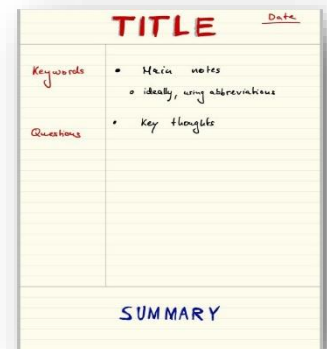 TITLE
Date
Keywords
Questions
• Main notes
◦ ideally, using abbreviations
• Key thoughts
SUMMARY